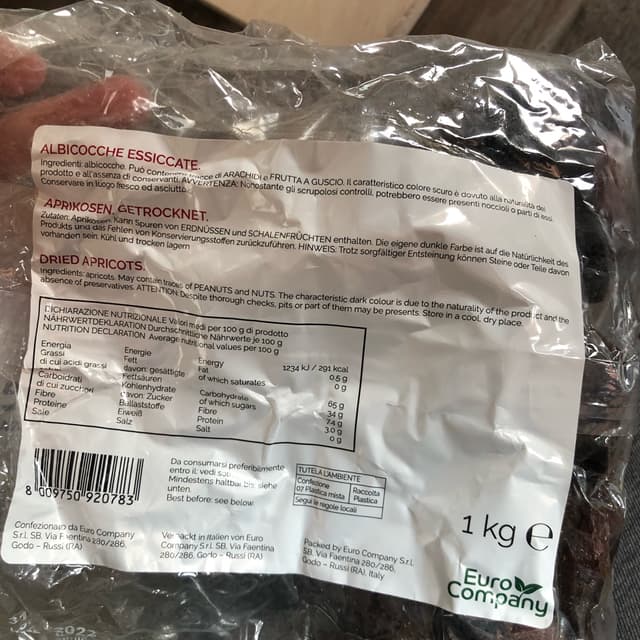 ALBICOCCHE ESSICCATE.
Ingredienti: albicocche. Può contenere tracce di ARACHIDI e FRUTTA A GUSCIO. Il caratteristico colore scuro è dovuto alla naturalità del
prodotto e all'assenza di conservanti. AVVERTENZA: Nonostante gli scrupolosi controlli, potrebbero essere presenti noccioli o parti di essi.
Conservare in luogo fresco ed asciutto.
APRIKOSEN, GETROCKNET.
Zutaten: Aprikosen. Kann Spuren von ERDNÜSSEN und SCHALENFRÜCHTEN enthalten. Die eigene dunkle Farbe ist auf die Natürlichkeit des
Produkts und das Fehlen von Konservierungsstoffen zurückzuführen. HINWEIS: Trotz sorgfältiger Entsteinung können Steine oder Teile davon
vorhanden sein. Kühl und trocken lagern
DRIED APRICOTS.
Ingredients: apricots. May contain traces of PEANUTS and NUTS. The characteristic dark colour is due to the naturality of the product and the
absence of preservatives. ATTENTION: Despite thorough checks, pits or part of them may be presents. Store in a cool, dry place.
DICHIARAZIONE NUTRIZIONALE Valori medi per 100 g di prodotto
NÄHRWERTDEKLARATION Durchschnittliche Nährwerte je 100 g
NUTRITION DECLARATION Average nutritional values per 100 g
Energia Energie Energy 1234 kJ / 291 kcal
Grassi Fett Fat 0.5 g
di cui acidi grassi davon: gesättigte of which saturates 0 g
Fettsäuren
Carboidrati Kohlenhydrate Carbohydrate 65 g
di cui zuccheri davon: Zucker of which sugars 34 g
Fibre Ballaststoffe Fibre 7.4 g
Proteine Eiweiß Protein 3.0 g
Sale Salz Salt 0 g
8 009750 920783
Da consumarsi preferibilmente
entro il: vedi sou
Mindestens haltbar bis: siehe
unten.
Best before: see below.
TUTELA L'AMBIENTE
Confezione
07 Plastica mista
Raccolta
Plastica
Segui le regole locali
1 kg e
Confezionato da Euro Company
S.r.l. SB, Via Faentina 280/286,
Godo – Russi (RA)
Verpackt in Italien von Euro
Company S.r.l. SB, Via Faentina
280/286, Godo – Russi (RA)
Packed by Euro Company S.r.l.
SB, Via Faentina 280/286,
Godo – Russi (RA), Italy
Euro
Company
2022